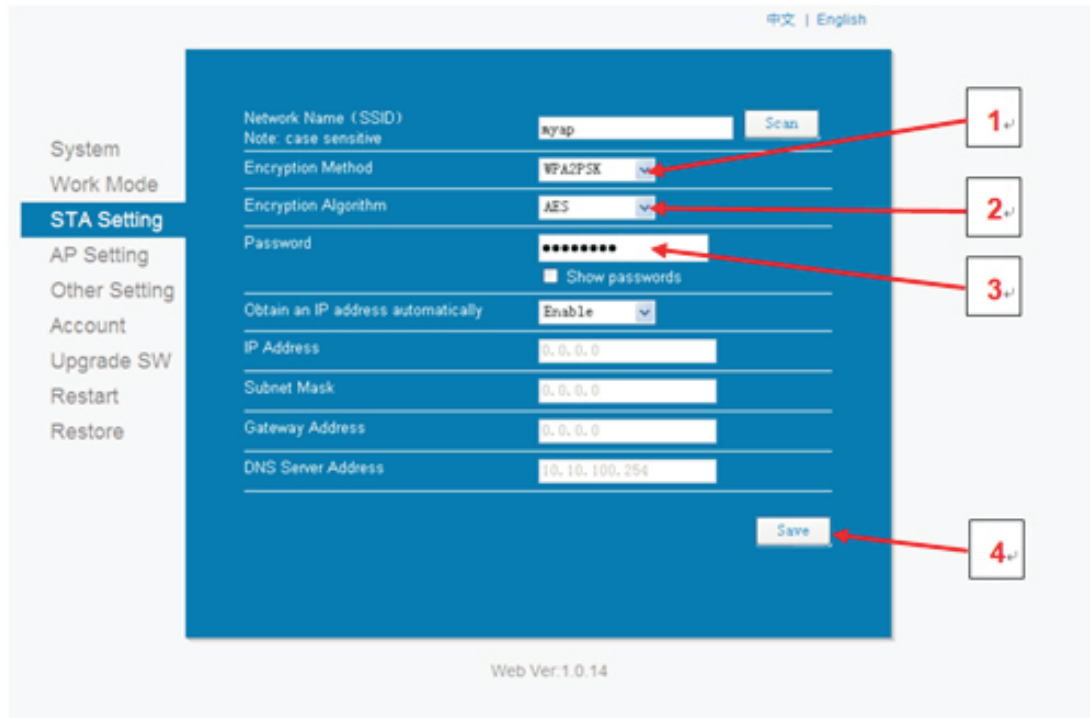 中文 | English
System
Work Mode
STA Setting
AP Setting
Other Setting
Account
Upgrade SW
Restart
Restore
Network Name (SSID)
Note: case sensitive
myap
Scan
Encryption Method
WPA2PSK
Encryption Algorithm
AES
Password
●●●●●●●●
Show passwords
Obtain an IP address automatically
Enable
IP Address
0.0.0.0
Subnet Mask
0.0.0.0
Gateway Address
0.0.0.0
DNS Server Address
10.10.100.254
Save
1
2
3
4
Web Ver:1.0.14